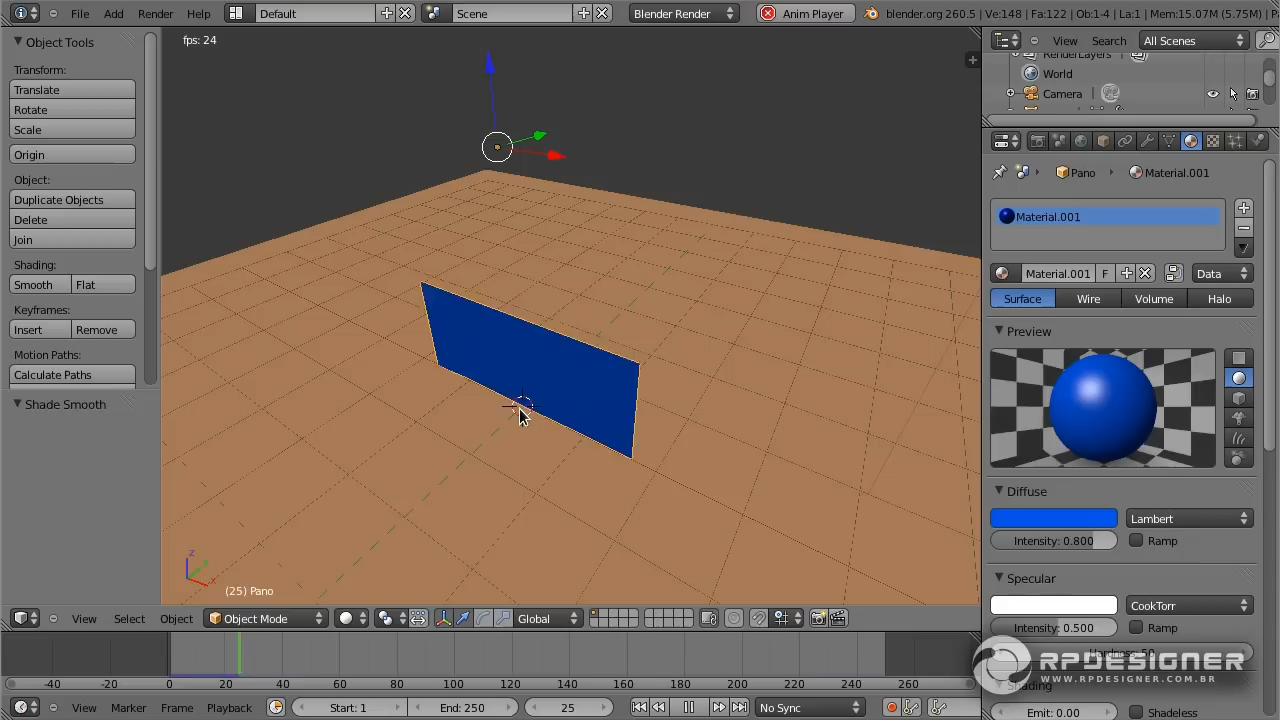 File Add Render Help Default Scene Blender Render Anim Player blender.org 260.5 | Ve:148 | Fa:122 | Ob:1-4 | La:1 | Mem:15.07M (5.75M) |
fps: 24
Object Tools
Transform:
Translate
Rotate
Scale
Origin
Object:
Duplicate Objects
Delete
Join
Shading:
Smooth Flat
Keyframes:
Insert Remove
Motion Paths:
Calculate Paths
Shade Smooth
(25) Pano
x
y
z
View Search All Scenes
RenderLayers
World
Camera
Pano Material.001
Material.001
Material.001 F Data
Surface Wire Volume Halo
Preview
Diffuse
Lambert
Intensity: 0.800 Ramp
Specular
CookTorr
Intensity: 0.500 Ramp
Hardness: 50
Shading
Emit: 0.00 Shadeless
RPDESIGNER
WWW.RPDESIGNER.COM.BR
View Select Object Object Mode Global
-40 -20 0 20 40 60 80 100 120 140 160 180 200 220 240 260
View Marker Frame Playback Start: 1 End: 250 25 No Sync